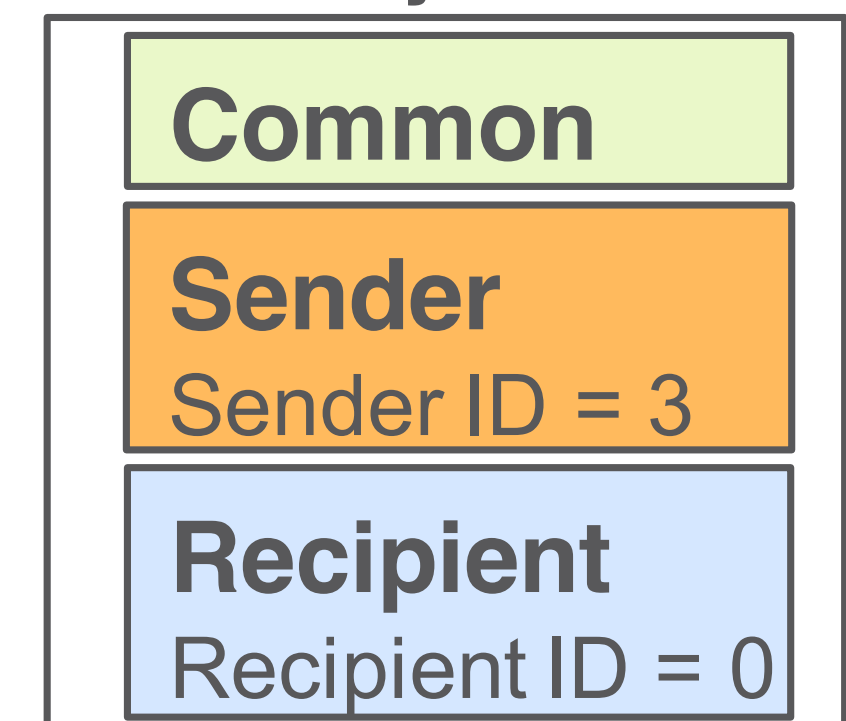 Common
Sender
Sender ID = 3
Recipient
Recipient ID = 0